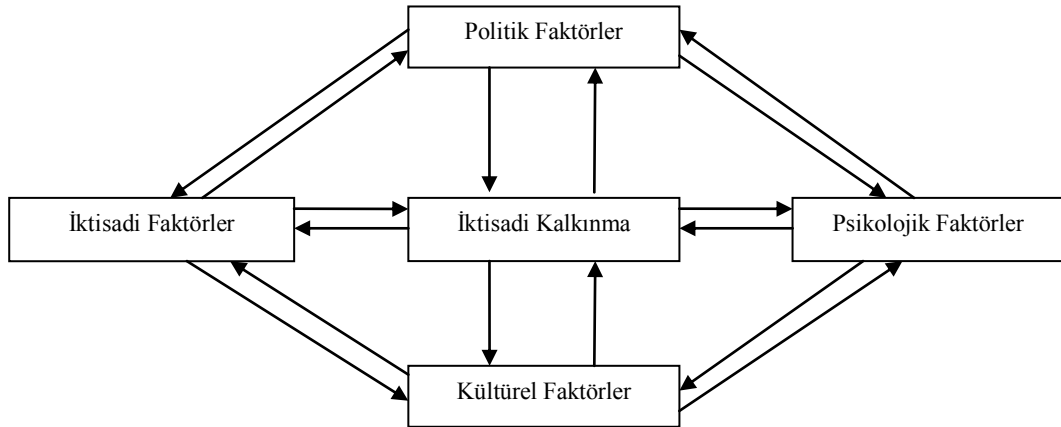 Politik Faktörler
İktisadi Faktörler
İktisadi Kalkınma
Psikolojik Faktörler
Kültürel Faktörler